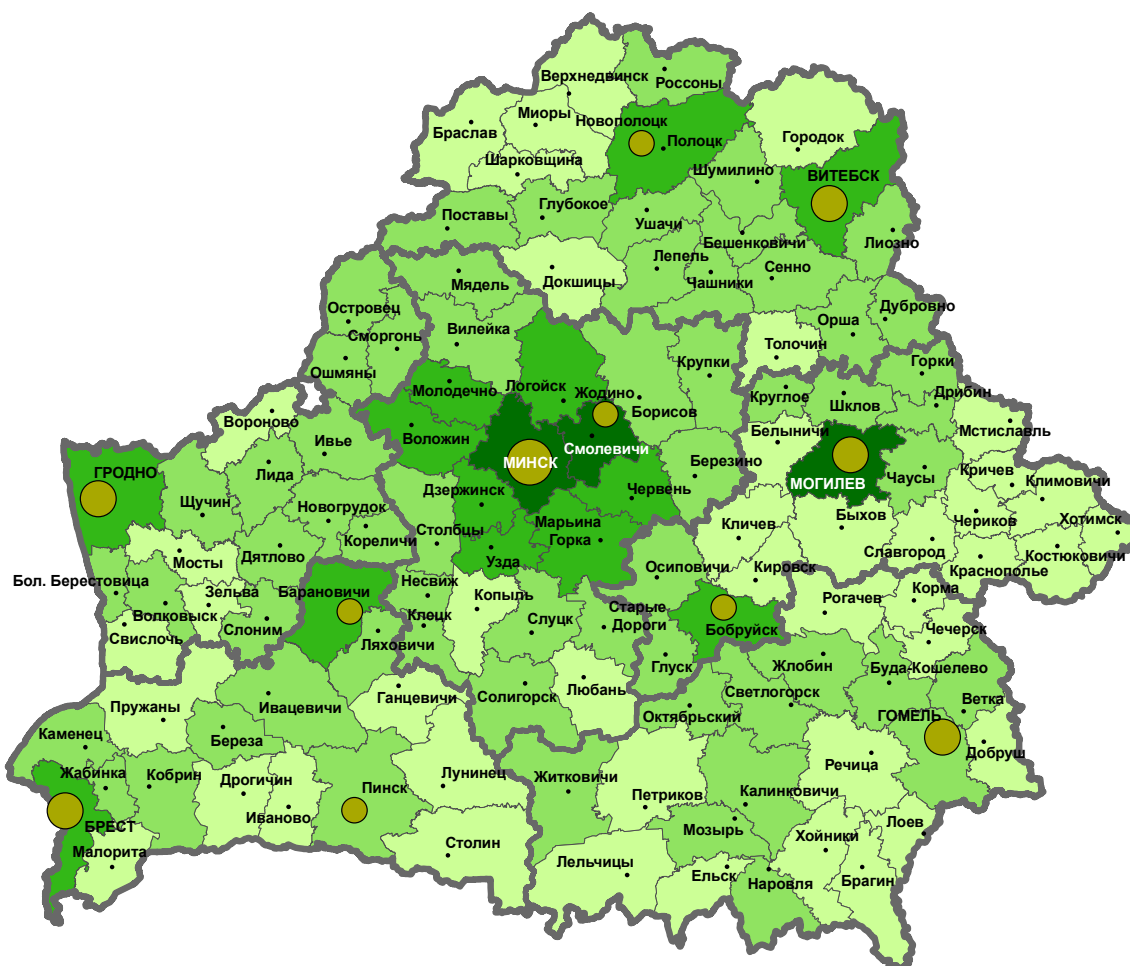 Верхнедвинск
Россоны
Миоры
Новополоцк
Браслав
Городок
Полоцк
Шарковщина
Шумилино
ВИТЕБСК
Глубокое
Поставы
Ушачи
Бешенковичи
Лиозно
Лепель
Сенно
Докшицы
Чашники
Мядель
Островец
Дубровно
Вилейка
Орша
Сморгонь
Толочин
Крупки
Ошмяны
Горки
Молодечно
Логойск
Жодино
Дрибин
Круглое
Шклов
Борисов
Вороново
Воложин
Мстиславль
Ивье
Белыничи
Смолевичи
МИНСК
Березино
ГРОДНО
Лида
Кричев
Климовичи
Чаусы
МОГИЛЕВ
Дзержинск
Червень
Щучин
Новогрудок
Чериков
Хотимск
Быхов
Столбцы
Марьина
Горка
Кличев
Кореличи
Дятлово
Славгород
Костюковичи
Мосты
Узда
Осиповичи
Краснополье
Бол. Берестовица
Несвиж
Кировск
Барановичи
Зельва
Копыль
Корма
Старые
Дороги
Рогачев
Волковыск
Клецк
Слуцк
Слоним
Бобруйск
Чечерск
Свислочь
Ляховичи
Жлобин
Глуск
Буда-Кошелево
Любань
Светлогорск
Ганцевичи
Солигорск
Ветка
Пружаны
Ивацевичи
Октябрьский
ГОМЕЛЬ
Каменец
Береза
Добруш
Речица
Жабинка
Кобрин
Дрогичин
Лунинец
Житковичи
Пинск
Калинковичи
Петриков
Иваново
БРЕСТ
Лоев
Мозырь
Хойники
Малорита
Столин
Лельчицы
Ельск
Наровля
Брагин